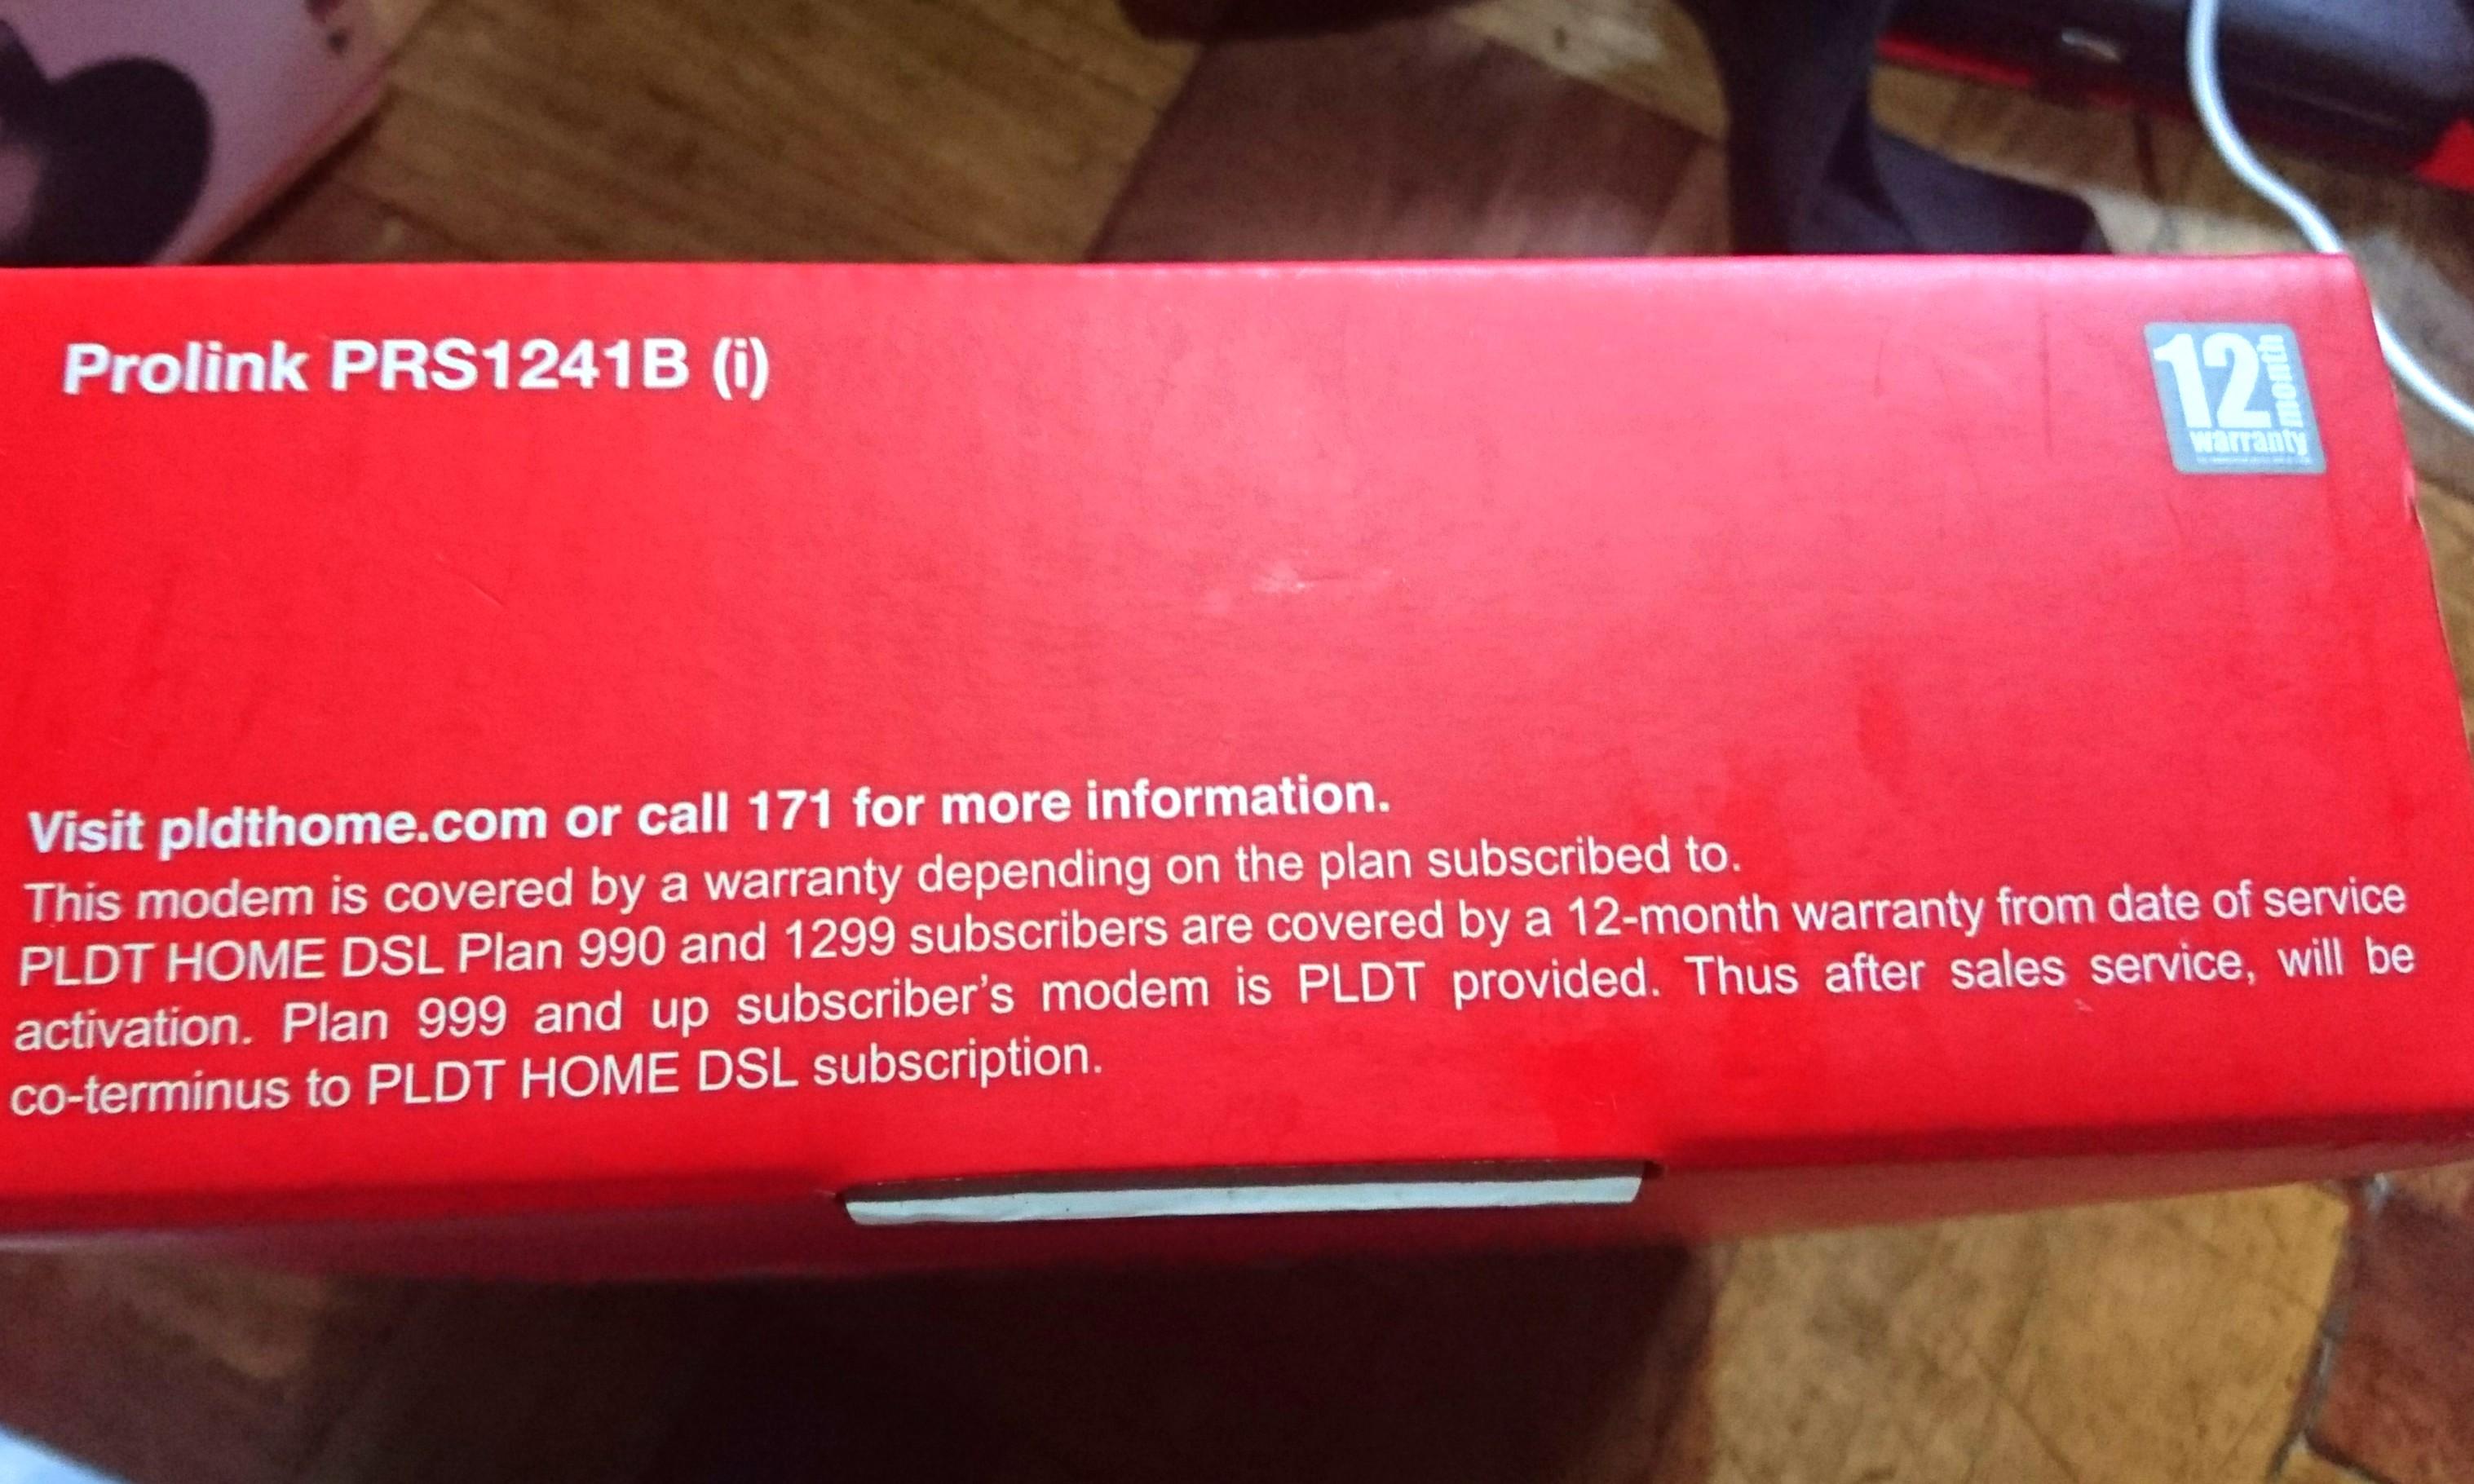 Prolink PRS1241B (i)
12
month
warranty
Visit pldthome.com or call 171 for more information.
This modem is covered by a warranty depending on the plan subscribed to.
PLDT HOME DSL Plan 990 and 1299 subscribers are covered by a 12-month warranty from date of service
activation. Plan 999 and up subscriber's modem is PLDT provided. Thus after sales service, will be
co-terminus to PLDT HOME DSL subscription.